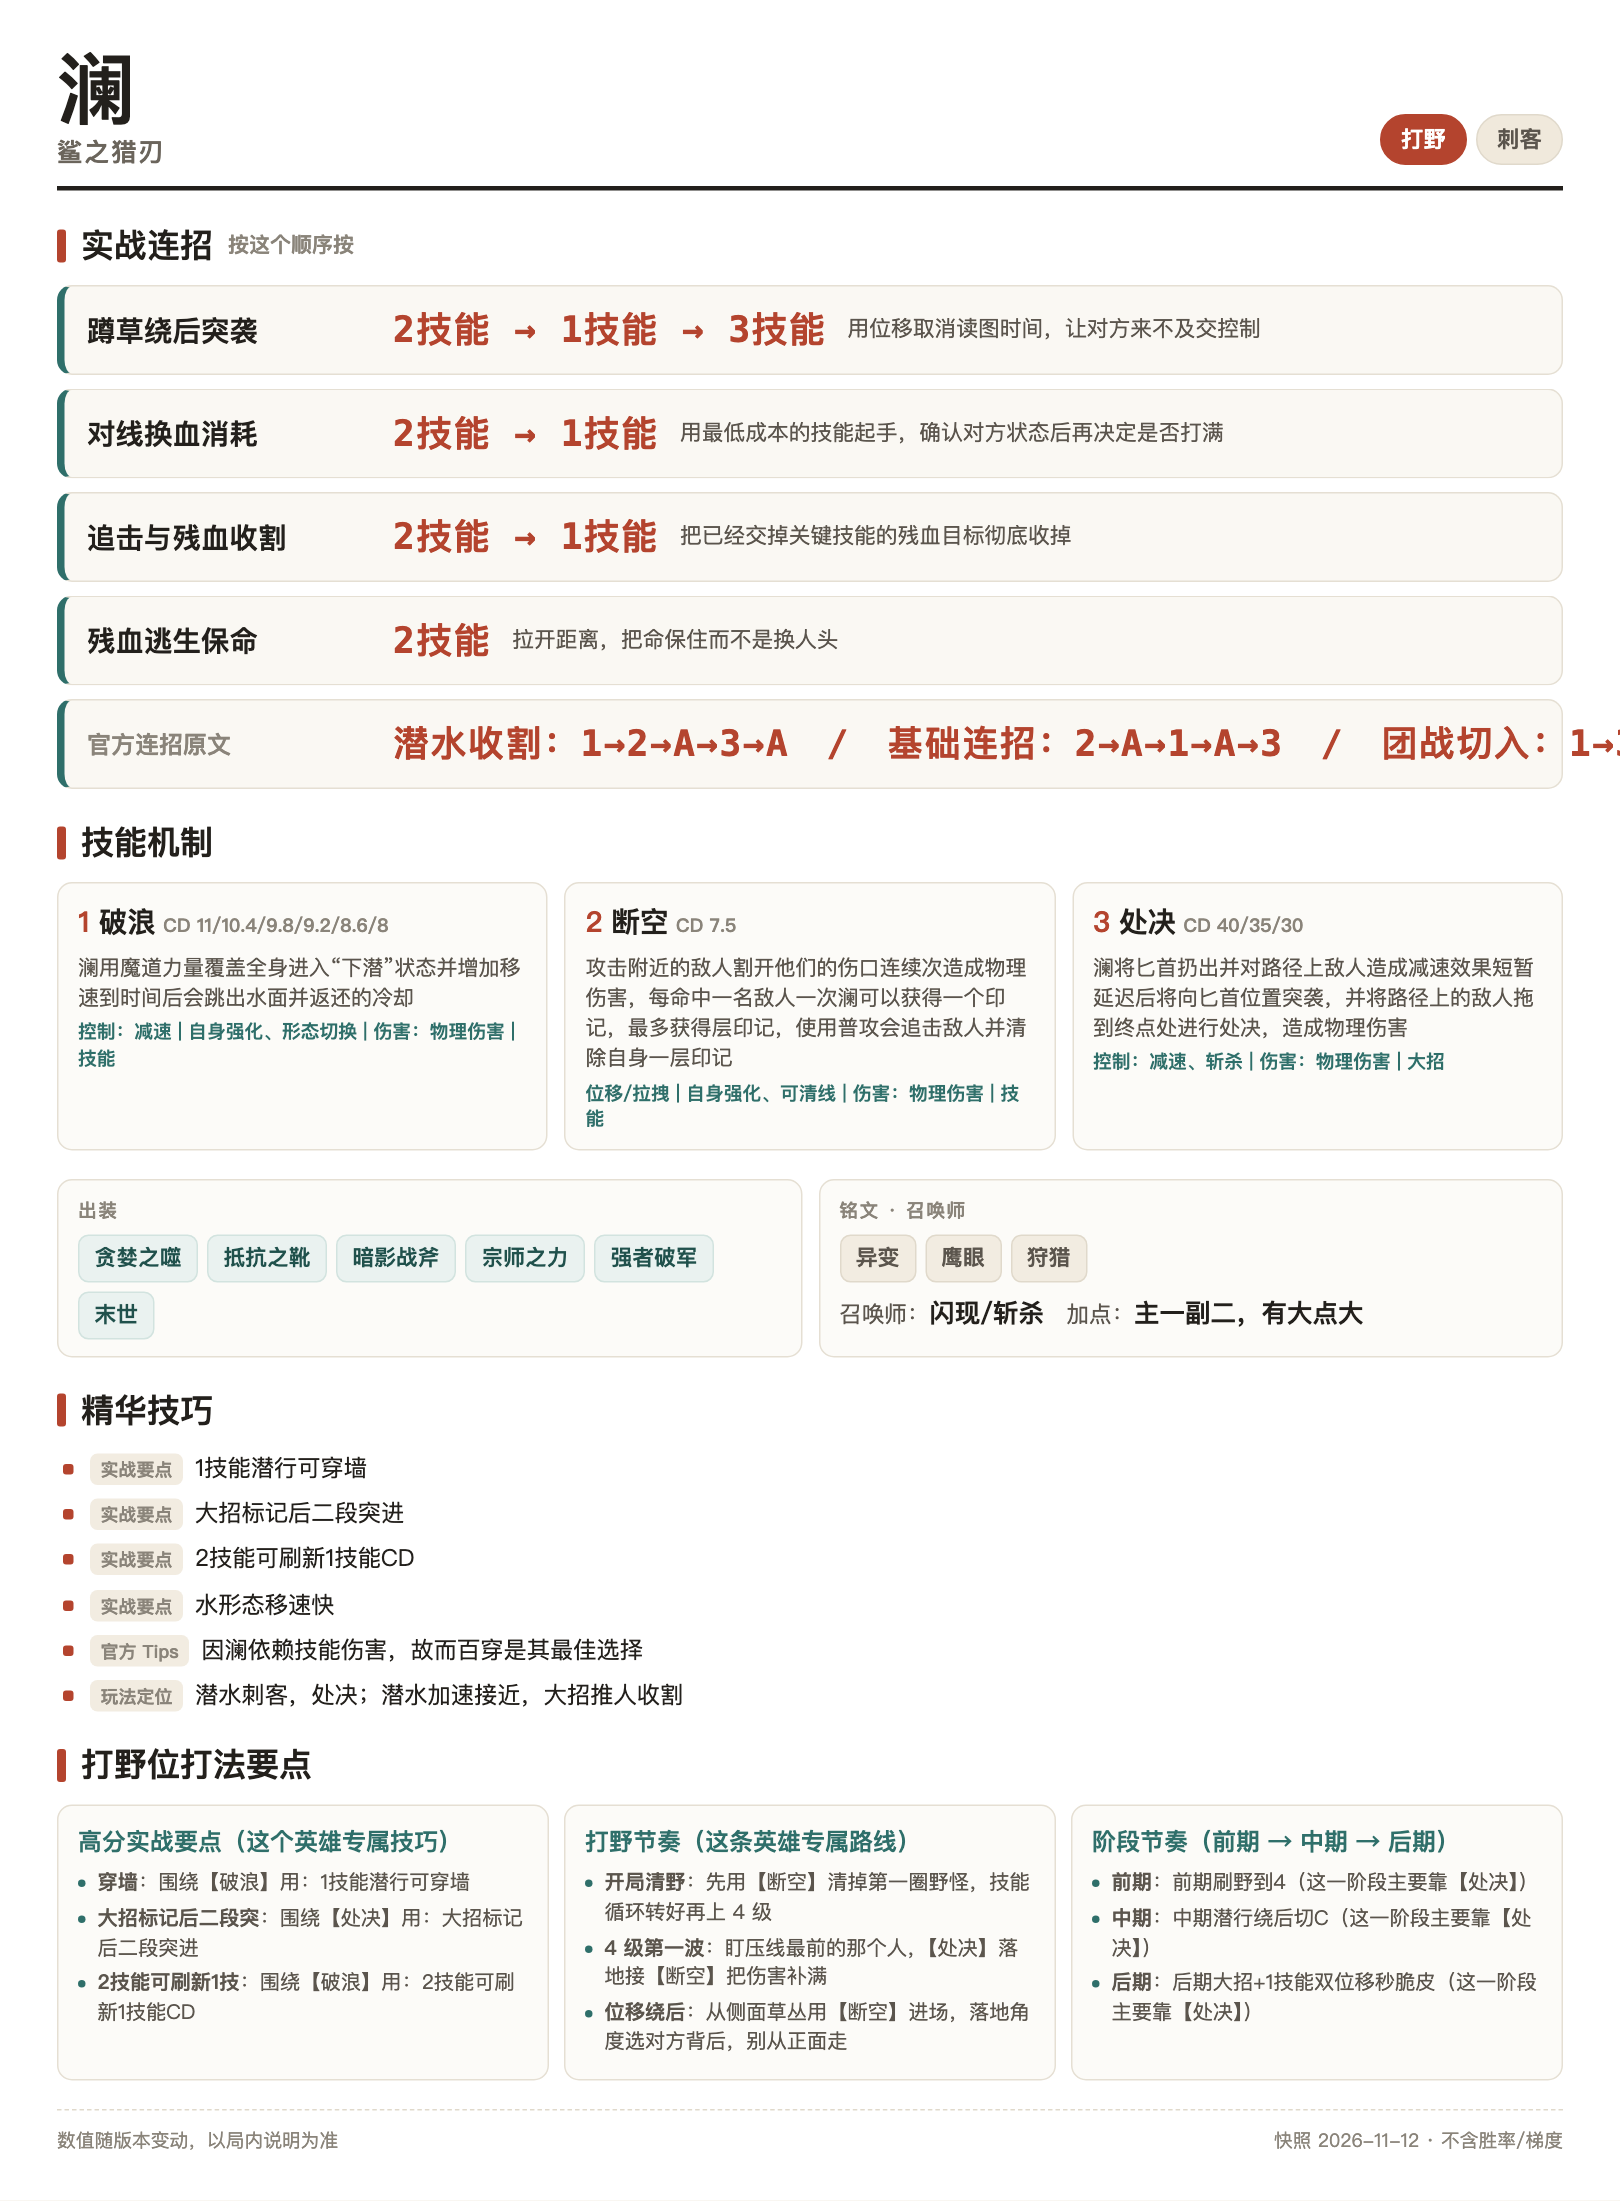 澜
鲨之猎刃
打野 刺客
实战连招 按这个顺序按
蹲草绕后突袭 2技能 → 1技能 → 3技能 用位移取消读图时间，让对方来不及交控制
对线换血消耗 2技能 → 1技能 用最低成本的技能起手，确认对方状态后再决定是否打满
追击与残血收割 2技能 → 1技能 把已经交掉关键技能的残血目标彻底收掉
残血逃生保命 2技能 拉开距离，把命保住而不是换人头
官方连招原文 潜水收割：1→2→A→3→A / 基础连招：2→A→1→A→3 / 团战切入：1→
技能机制
1 破浪 CD 11/10.4/9.8/9.2/8.6/8
澜用魔道力量覆盖全身进入“下潜”状态并增加移
速到时间后会跳出水面并返还的冷却
控制：减速 | 自身强化、形态切换 | 伤害：物理伤害 |
技能
2 断空 CD 7.5
攻击附近的敌人割开他们的伤口连续次造成物理
伤害，每命中一名敌人一次澜可以获得一个印
记，最多获得层印记，使用普攻会追击敌人并清
除自身一层印记
位移/拉拽 | 自身强化、可清线 | 伤害：物理伤害 | 技
能
3 处决 CD 40/35/30
澜将匕首扔出并对路径上敌人造成减速效果短暂
延迟后将向匕首位置突袭，并将路径上的敌人拖
到终点处进行处决，造成物理伤害
控制：减速、斩杀 | 伤害：物理伤害 | 大招
出装
贪婪之噬 抵抗之靴 暗影战斧 宗师之力 强者破军
末世
铭文 · 召唤师
异变 鹰眼 狩猎
召唤师：闪现/斩杀 加点：主一副二，有大点大
精华技巧
实战要点 1技能潜行可穿墙
实战要点 大招标记后二段突进
实战要点 2技能可刷新1技能CD
实战要点 水形态移速快
官方 Tips 因澜依赖技能伤害，故而百穿是其最佳选择
玩法定位 潜水刺客，处决；潜水加速接近，大招推人收割
打野位打法要点
高分实战要点（这个英雄专属技巧）
穿墙：围绕【破浪】用：1技能潜行可穿墙
大招标记后二段突：围绕【处决】用：大招标记
后二段突进
2技能可刷新1技：围绕【破浪】用：2技能可刷
新1技能CD
打野节奏（这条英雄专属路线）
开局清野：先用【断空】清掉第一圈野怪，技能
循环转好再上 4 级
4 级第一波：盯压线最前的那个人，【处决】落
地接【断空】把伤害补满
位移绕后：从侧面草丛用【断空】进场，落地角
度选对方背后，别从正面走
阶段节奏（前期 → 中期 → 后期）
前期：前期刷野到4（这一阶段主要靠【处决】）
中期：中期潜行绕后切C（这一阶段主要靠【处
决】）
后期：后期大招+1技能双位移秒脆皮（这一阶段
主要靠【处决】）
数值随版本变动，以局内说明为准
快照 2026-11-12 · 不含胜率/梯度